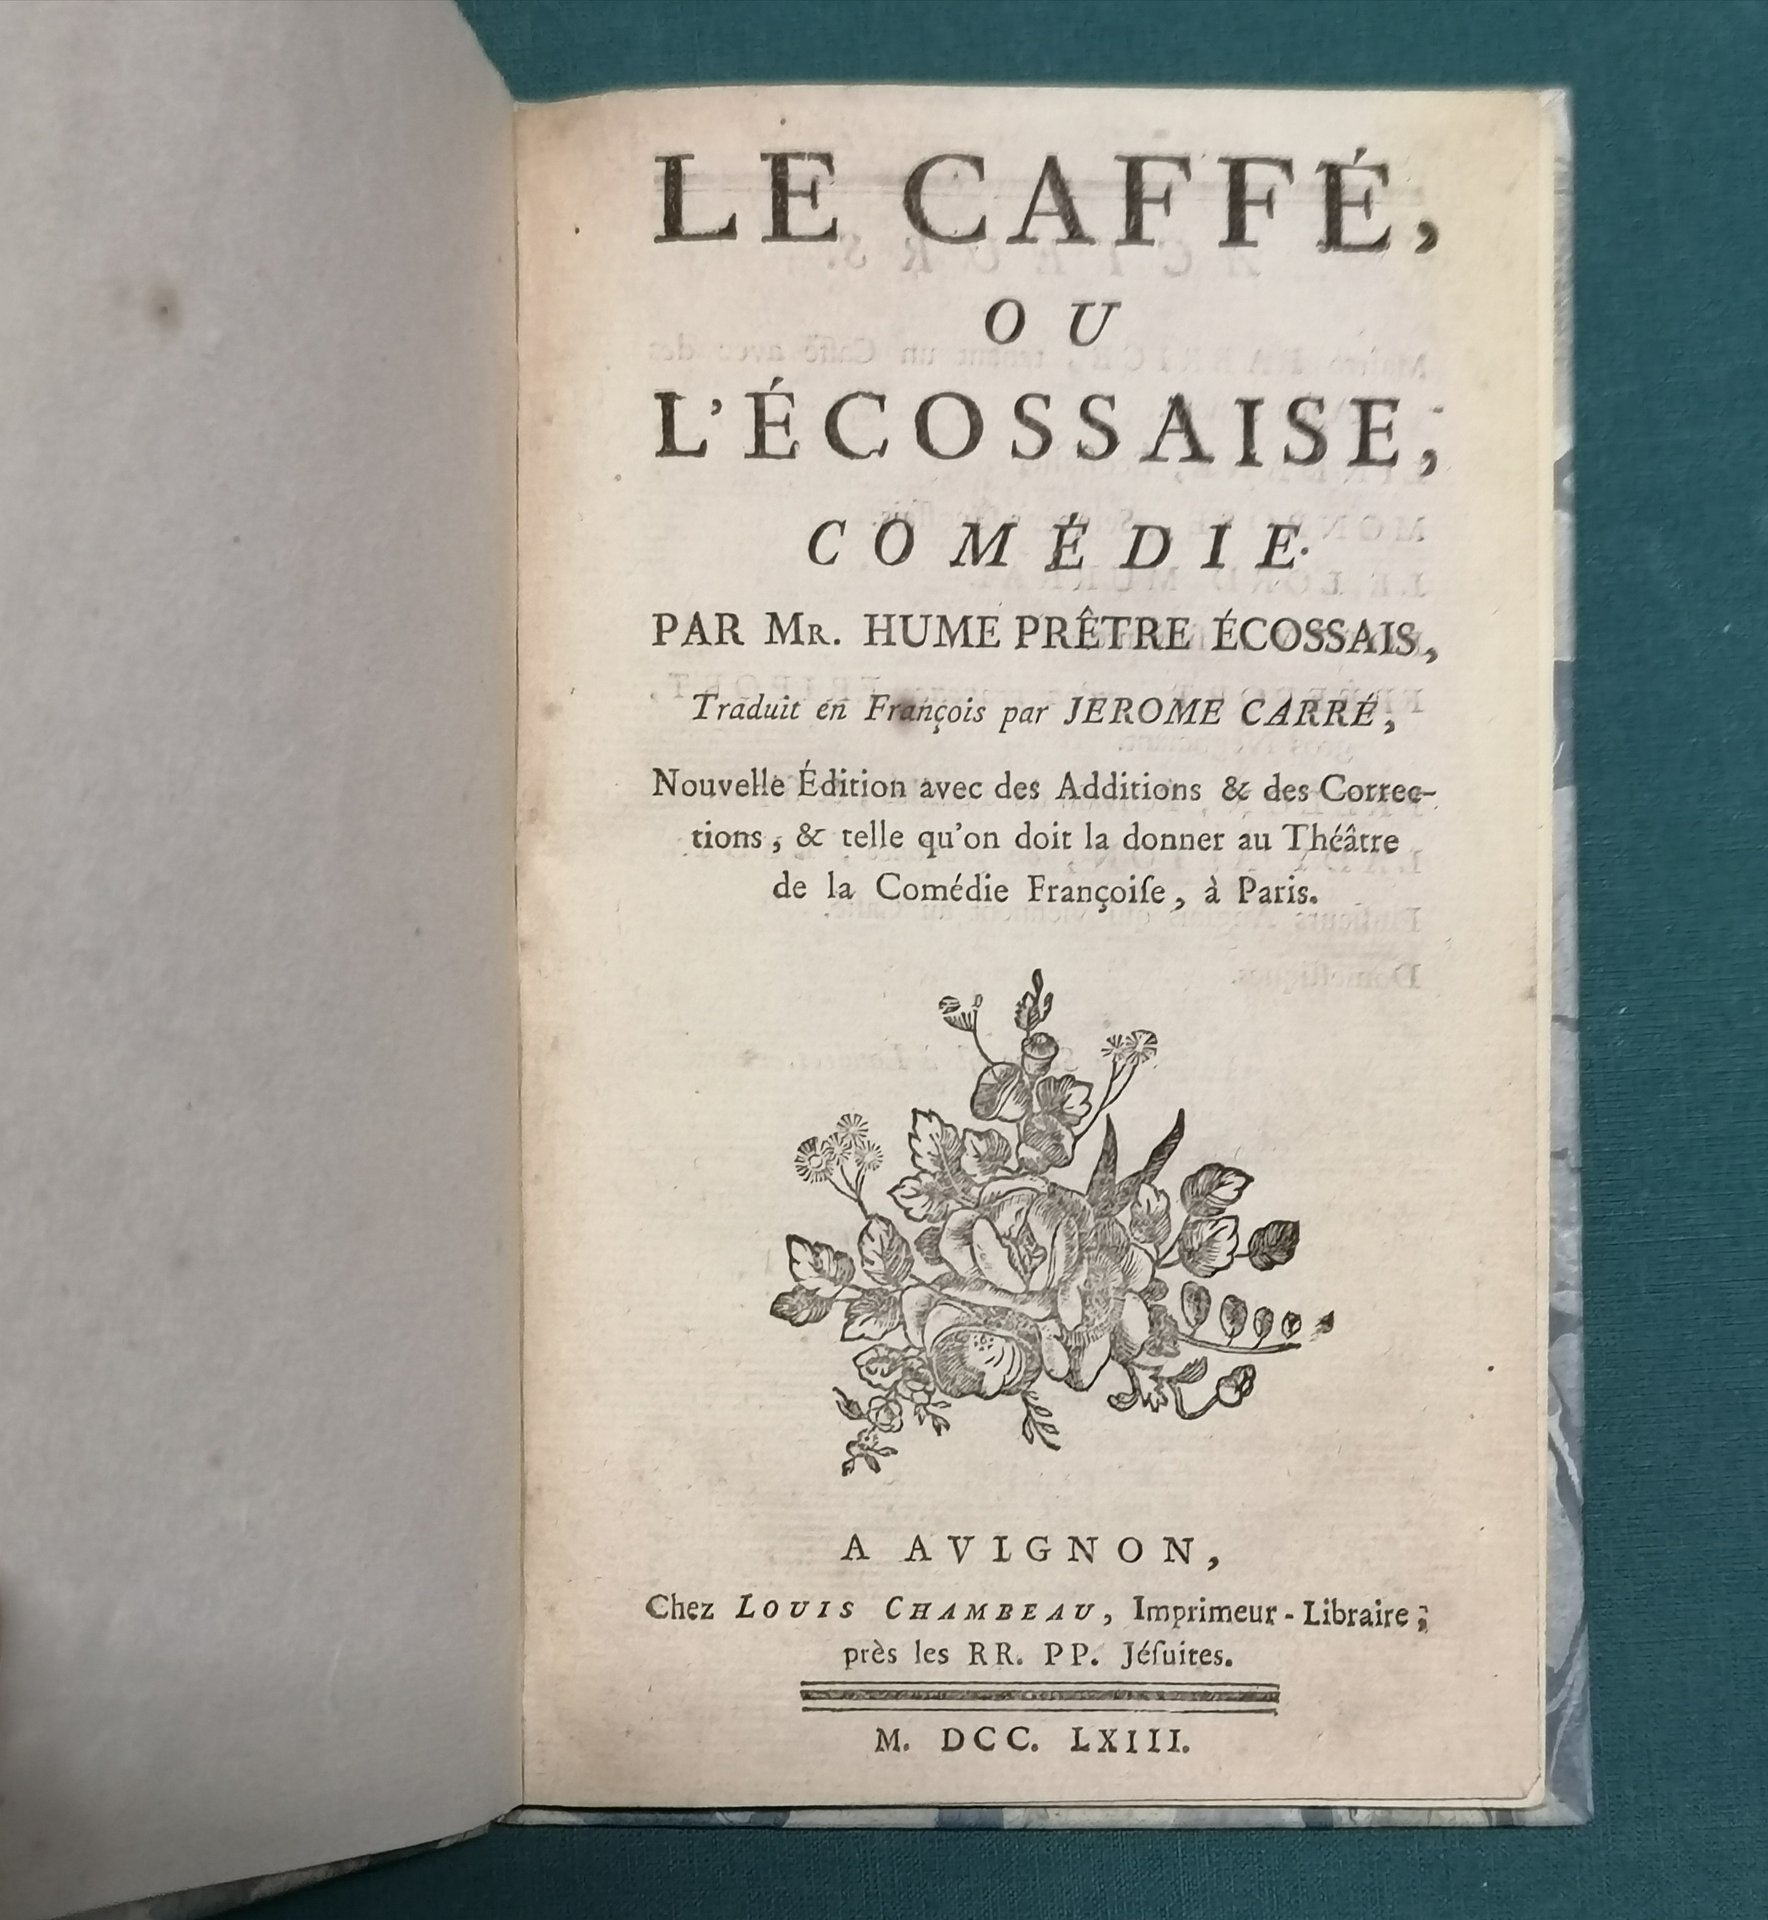 LE CAFFÉ,
OU
L'ÉCOSSAISE,
COMÉDIE.
PAR MR. HUME PRÊTRE ÉCOSSAIS,
Traduit en François par JEROME CARRÉ,
Nouvelle Édition avec des Additions & des Correc-
tions, & telle qu'on doit la donner au Théâtre
de la Comédie Françoiſe, à Paris.
A AVIGNON,
Chez LOUIS CHAMBEAU, Imprimeur-Libraire;
près les RR. PP. Jéſuites.
M. DCC. LXIII.